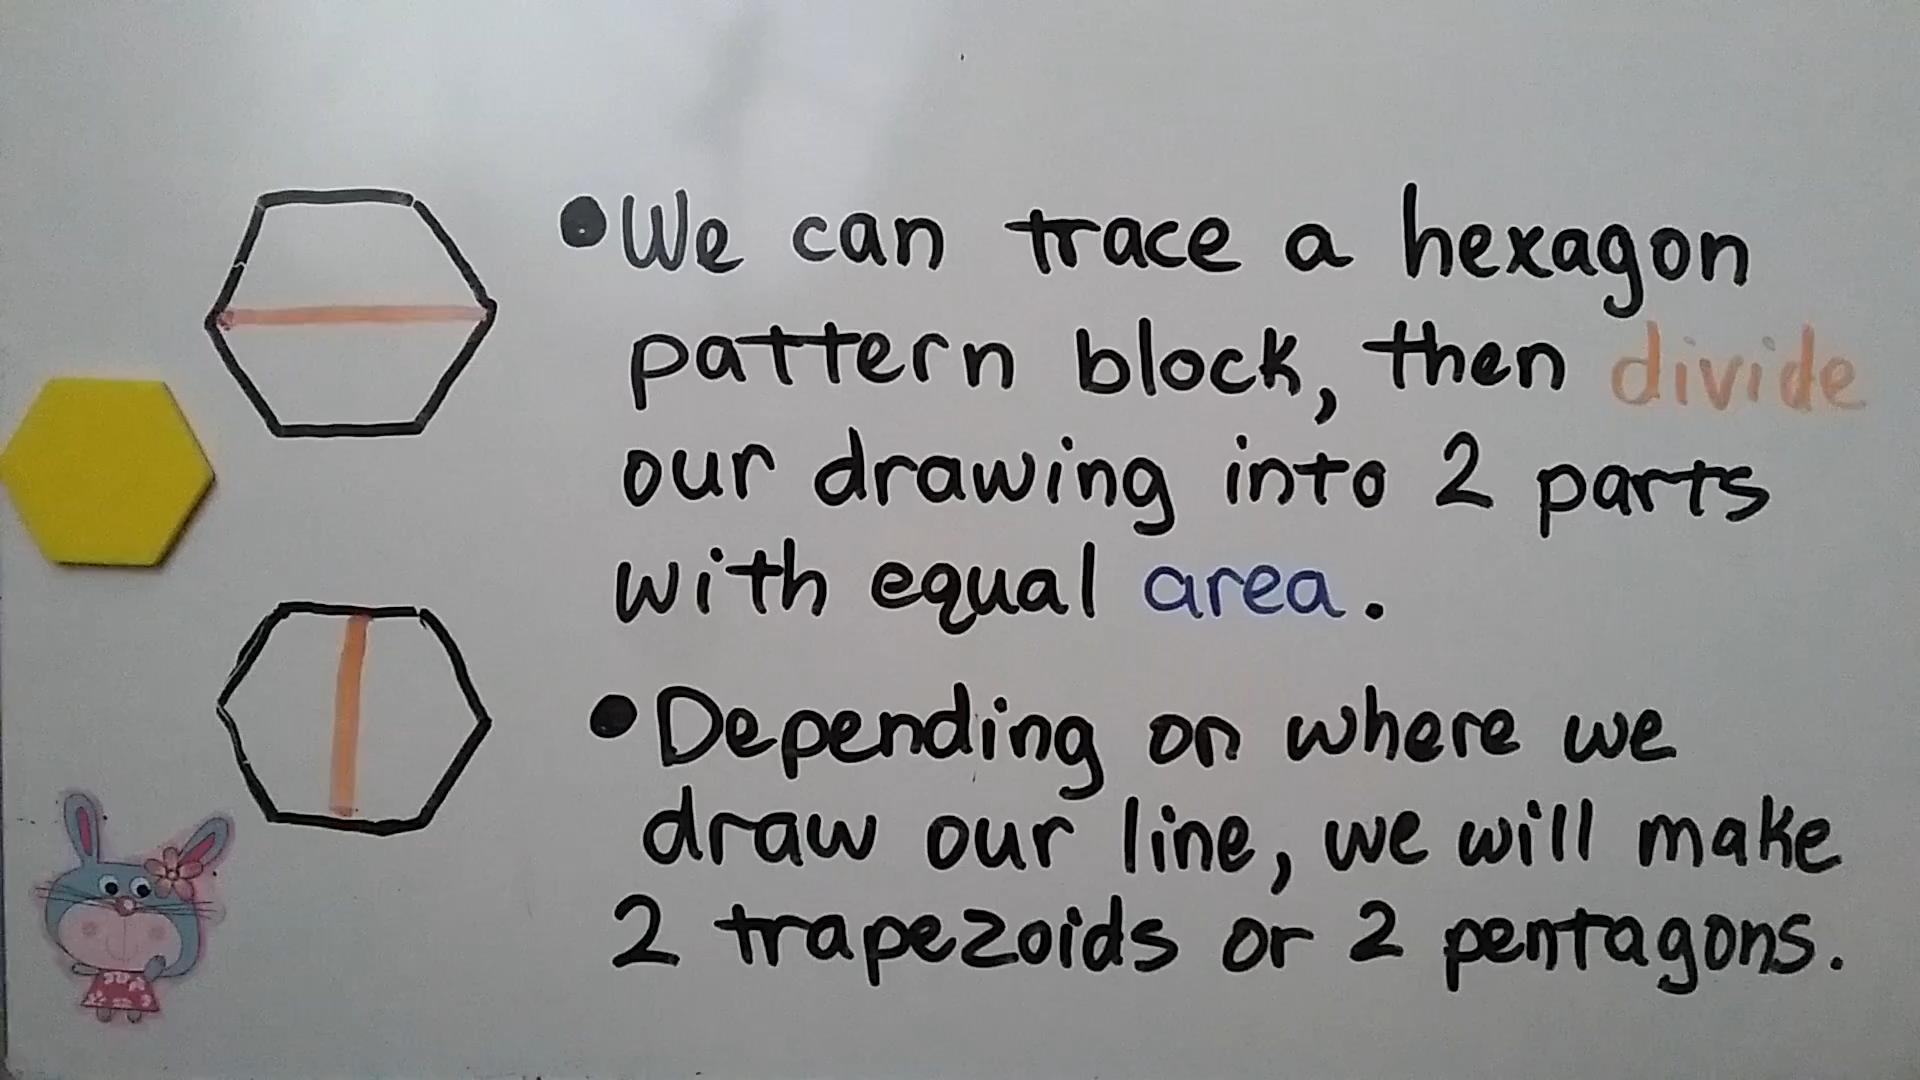 •We can trace a hexagon
pattern block, then divide
our drawing into 2 parts
with equal area.
•Depending on where we
draw our line, we will make
2 trapezoids or 2 pentagons.